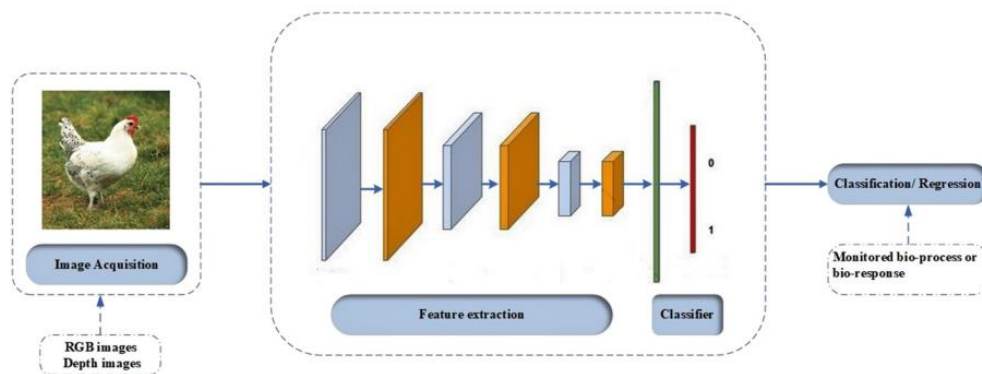 Image Acquisition
RGB images
Depth images
Feature extraction
Classifier
0
1
Classification/ Regression
Monitored bio-process or
bio-response